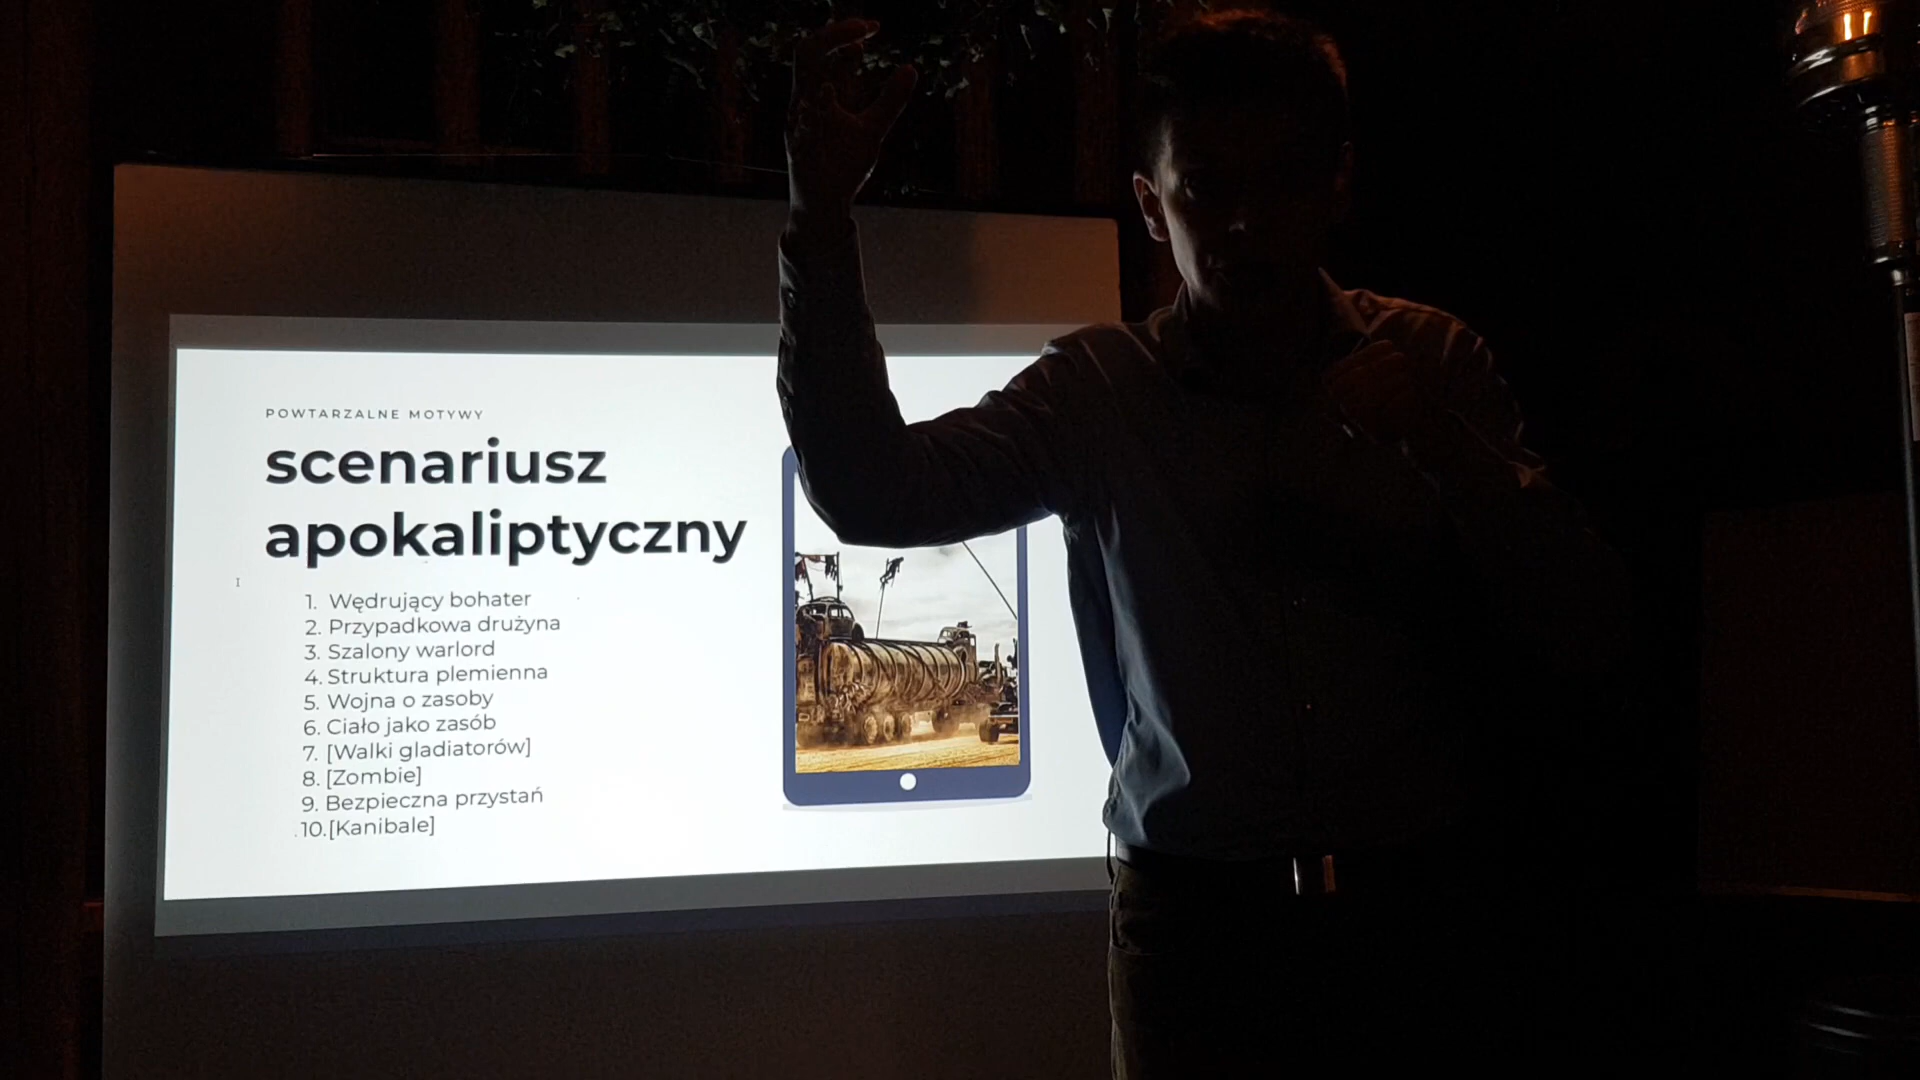 POWTARZALNE MOTYWY
scenariusz
apokaliptyczny
1. Wędrujący bohater
2. Przypadkowa drużyna
3. Szalony warlord
4. Struktura plemienna
5. Wojna o zasoby
6. Ciało jako zasób
7. [Walki gladiatorów]
8. [Zombie]
9. Bezpieczna przystań
10. [Kanibale]